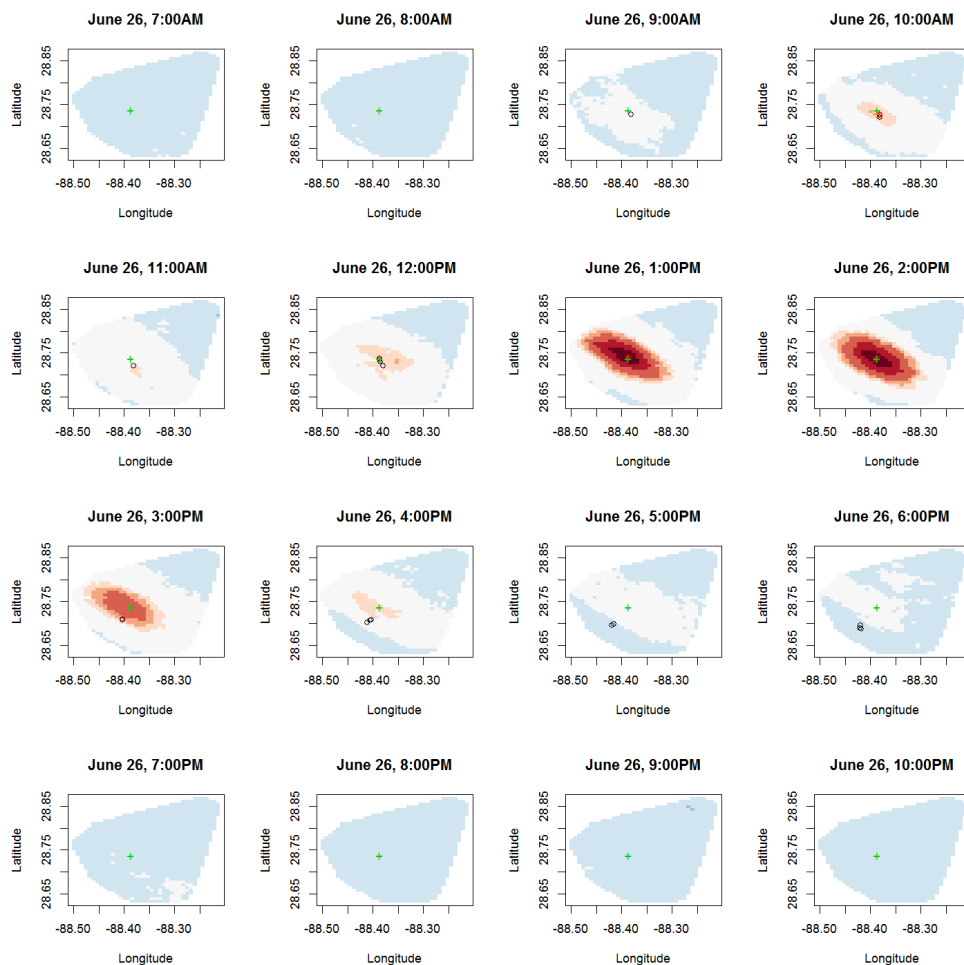 June 26, 7:00AM
June 26, 8:00AM
June 26, 9:00AM
June 26, 10:00AM
Latitude
28.65 28.75 28.85
Latitude
28.65 28.75 28.85
Latitude
28.65 28.75 28.85
Latitude
28.65 28.75 28.85
-88.50 -88.40 -88.30
-88.50 -88.40 -88.30
-88.50 -88.40 -88.30
-88.50 -88.40 -88.30
Longitude
Longitude
Longitude
Longitude
June 26, 11:00AM
June 26, 12:00PM
June 26, 1:00PM
June 26, 2:00PM
Latitude
28.65 28.75 28.85
Latitude
28.65 28.75 28.85
Latitude
28.65 28.75 28.85
Latitude
28.65 28.75 28.85
-88.50 -88.40 -88.30
-88.50 -88.40 -88.30
-88.50 -88.40 -88.30
-88.50 -88.40 -88.30
Longitude
Longitude
Longitude
Longitude
June 26, 3:00PM
June 26, 4:00PM
June 26, 5:00PM
June 26, 6:00PM
Latitude
28.65 28.75 28.85
Latitude
28.65 28.75 28.85
Latitude
28.65 28.75 28.85
Latitude
28.65 28.75 28.85
-88.50 -88.40 -88.30
-88.50 -88.40 -88.30
-88.50 -88.40 -88.30
-88.50 -88.40 -88.30
Longitude
Longitude
Longitude
Longitude
June 26, 7:00PM
June 26, 8:00PM
June 26, 9:00PM
June 26, 10:00PM
Latitude
28.65 28.75 28.85
Latitude
28.65 28.75 28.85
Latitude
28.65 28.75 28.85
Latitude
28.65 28.75 28.85
-88.50 -88.40 -88.30
-88.50 -88.40 -88.30
-88.50 -88.40 -88.30
-88.50 -88.40 -88.30
Longitude
Longitude
Longitude
Longitude